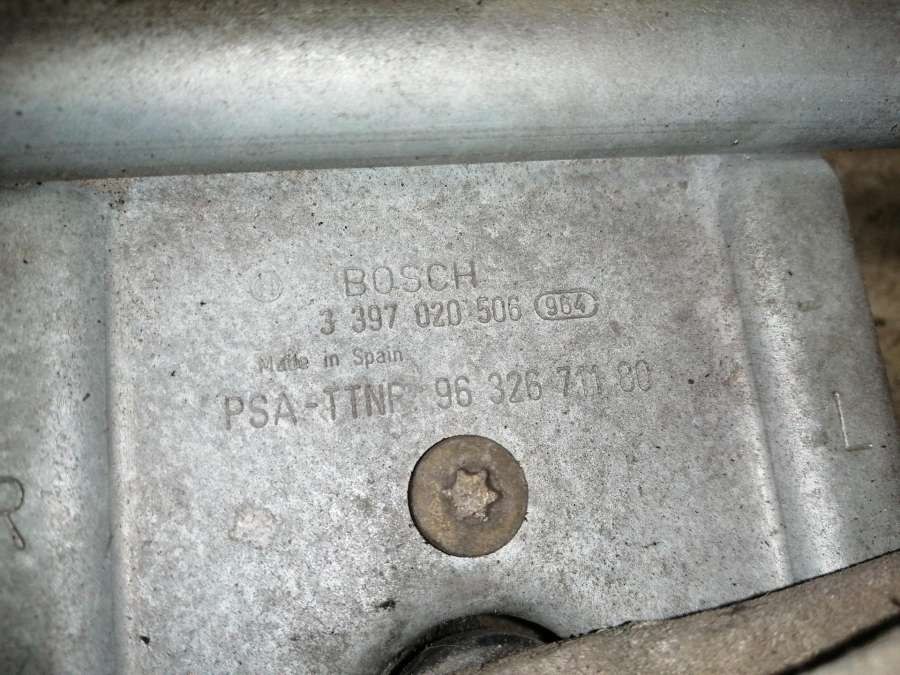 BOSCH
3 397 020 506 964
Made in Spain
PSA-TTNR 96 326 711 80
R
L